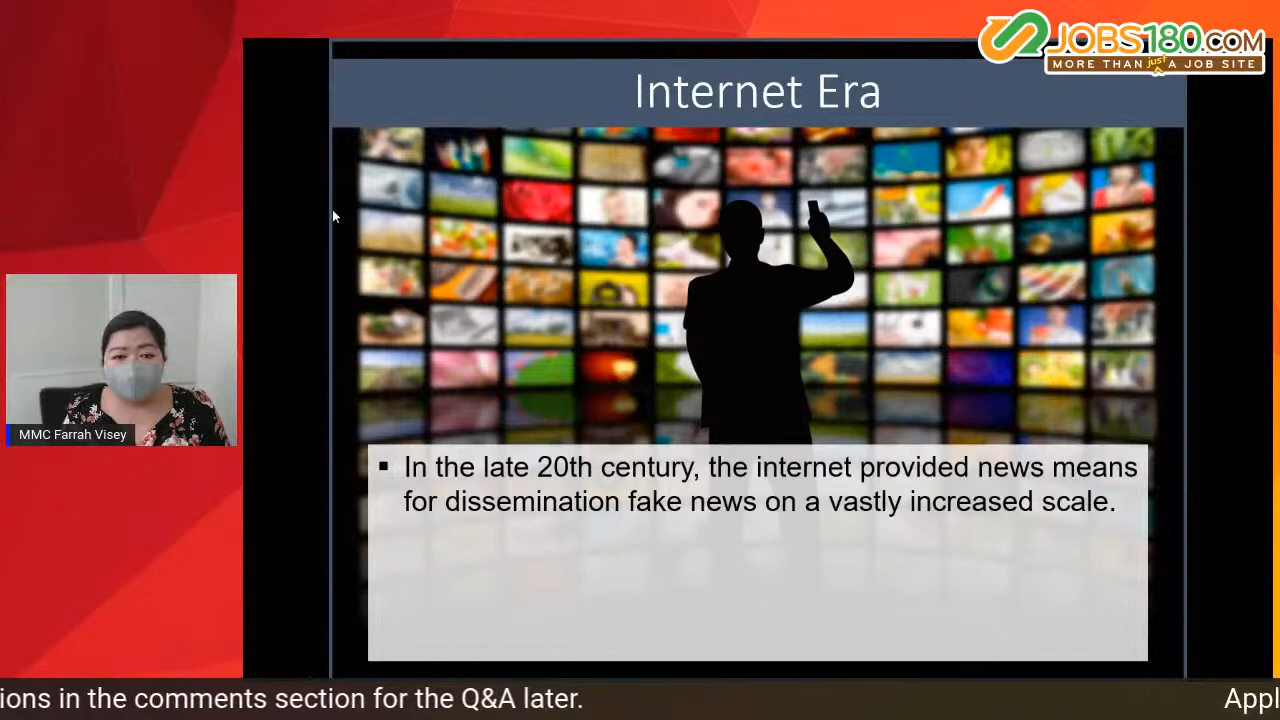 JOBS180.COM
MORE THAN just A JOB SITE
Internet Era
MMC Farrah Visey
▪ In the late 20th century, the internet provided news means
for dissemination fake news on a vastly increased scale.
ions in the comments section for the Q&A later.
Appl